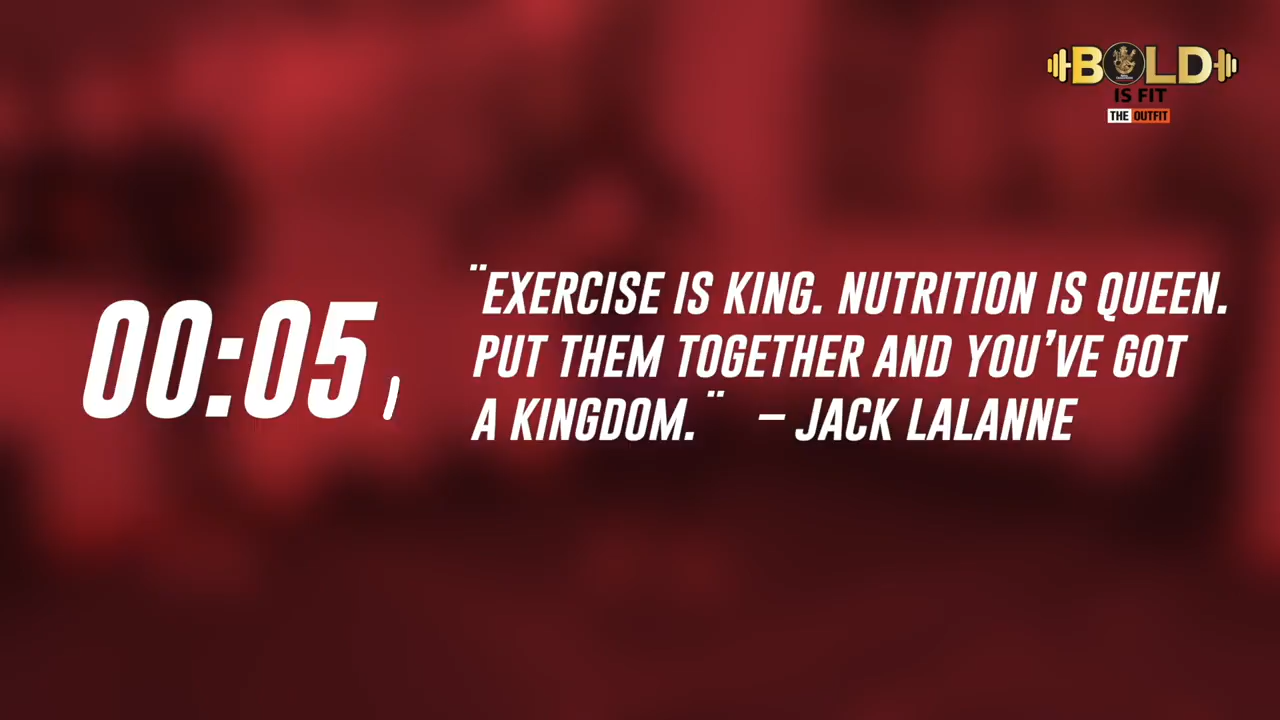 BOLD
IS FIT
THE OUTFIT
00:05
¨EXERCISE IS KING. NUTRITION IS QUEEN.
PUT THEM TOGETHER AND YOU’VE GOT
A KINGDOM.¨ – JACK LALANNE